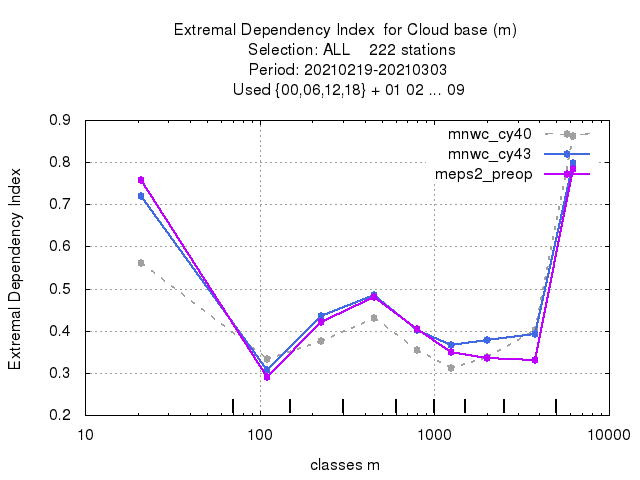 Extremal Dependency Index  for Cloud base (m)
Selection: ALL    222 stations
Period: 20210219-20210303
Used {00,06,12,18} + 01 02 ... 09
mnwc_cy40
mnwc_cy43
meps2_preop
Extremal Dependency Index
0.9
0.8
0.7
0.6
0.5
0.4
0.3
0.2
10
100
1000
10000
classes m